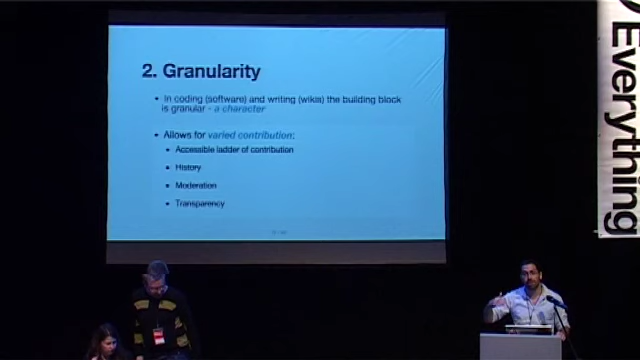 2. Granularity
• In coding (software) and writing (wikis) the building block
is granular - a character
• Allows for varied contribution:
• Accessible ladder of contribution
• History
• Moderation
• Transparency
Everything